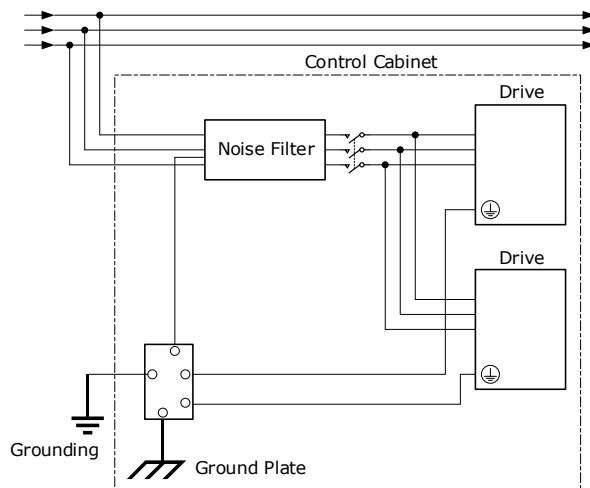 Control Cabinet
Drive
Noise Filter
Drive
Grounding
Ground Plate